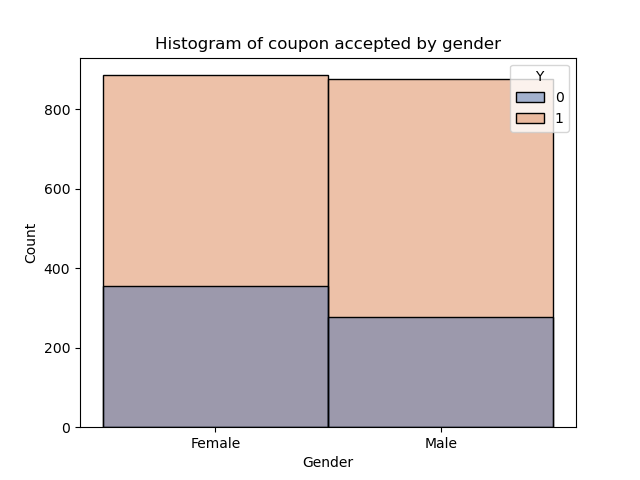 Histogram of coupon accepted by gender
Y
0
1
800
600
400
200
0
Count
Female Male
Gender